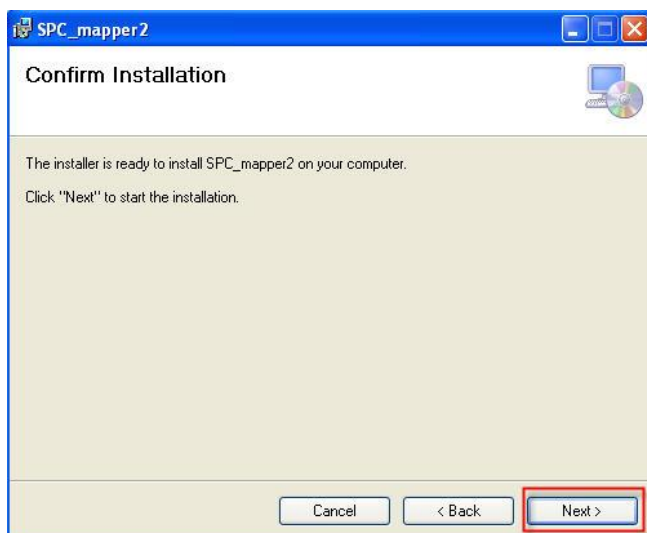 SPC_mapper2
Confirm Installation
The installer is ready to install SPC_mapper2 on your computer.
Click "Next" to start the installation.
Cancel
< Back
Next >